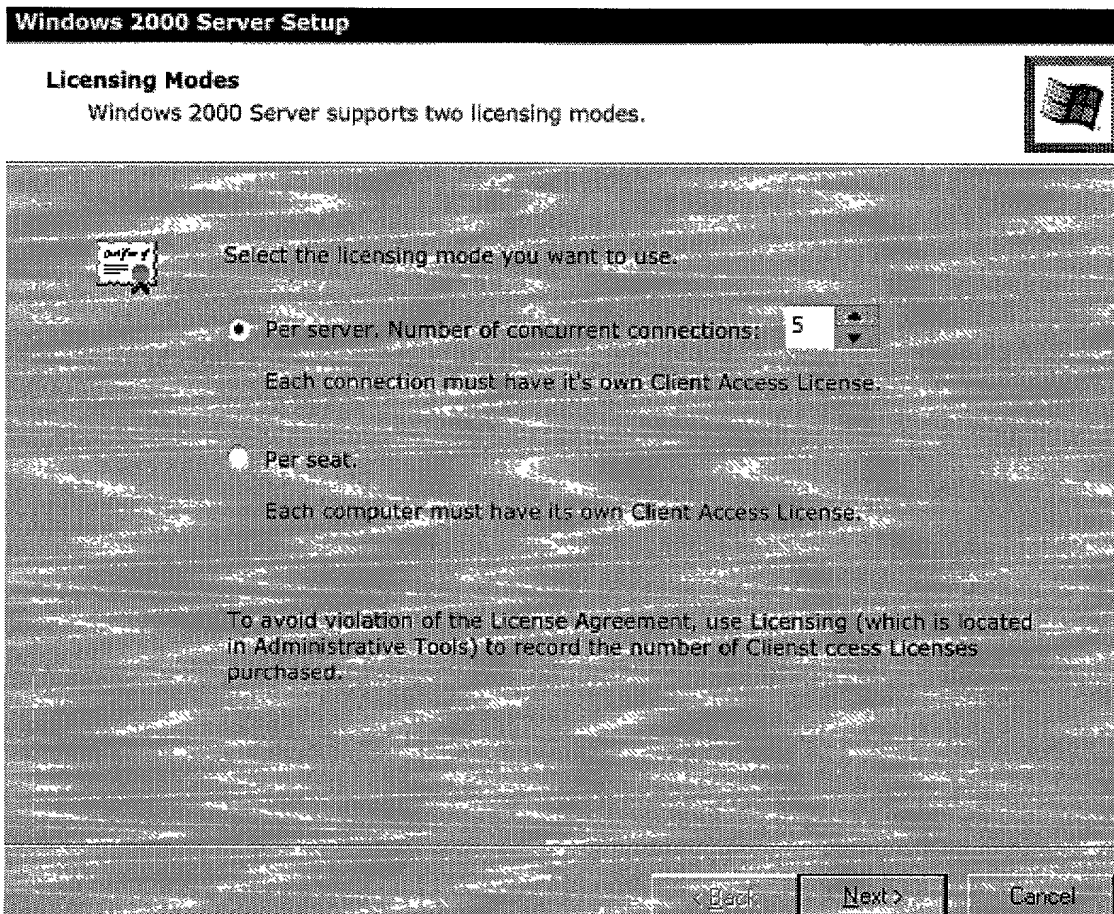 Windows 2000 Server Setup
Licensing Modes
Windows 2000 Server supports two licensing modes.
Select the licensing mode you want to use.
Per server. Number of concurrent connections: 5
Each connection must have it's own Client Access License.
Per seat.
Each computer must have its own Client Access License.
To avoid violation of the License Agreement, use Licensing (which is located
in Administrative Tools) to record the number of Clienst ccess Licenses
purchased.
< Back Next > Cancel